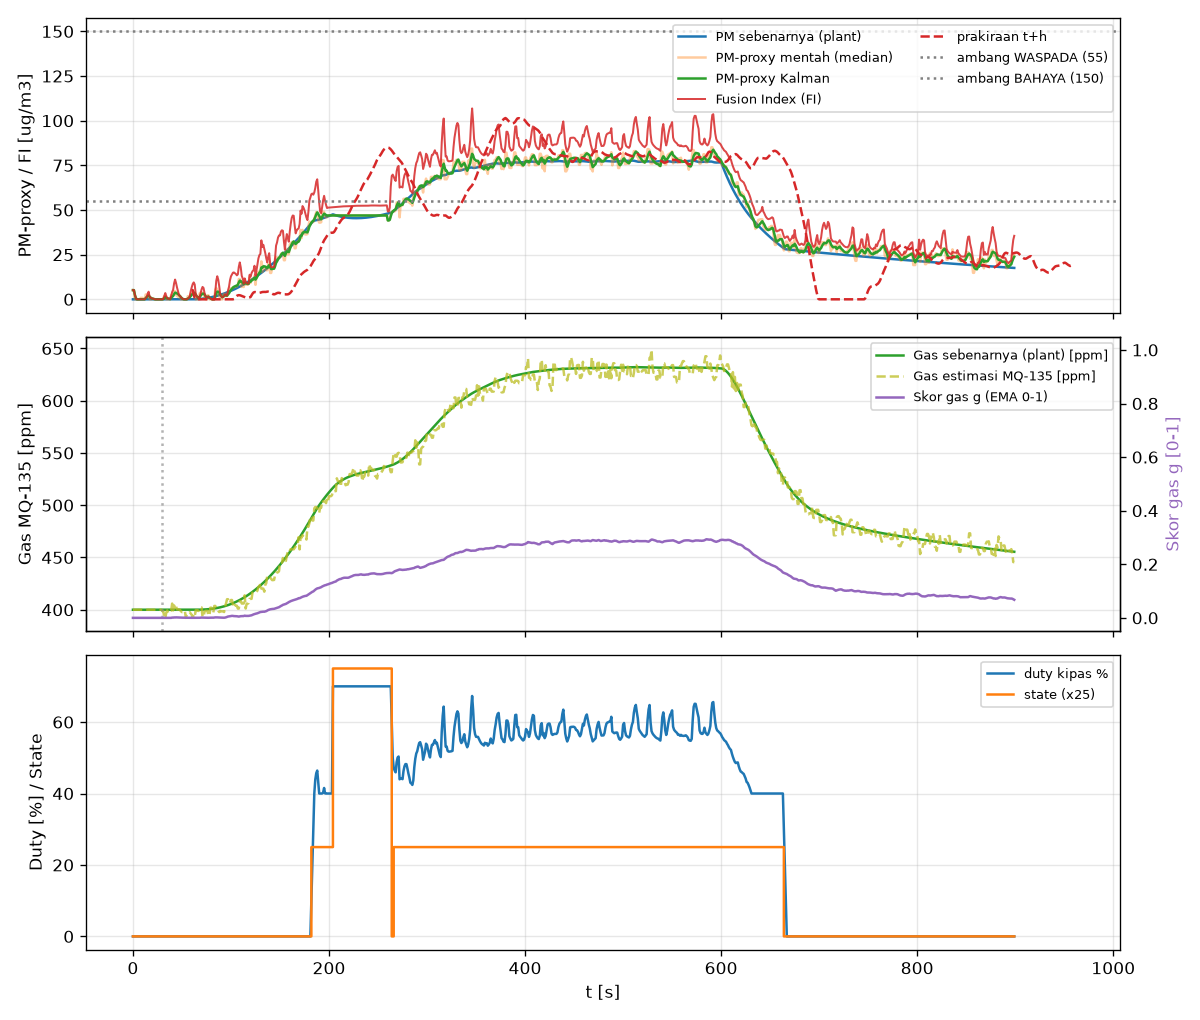 150
125
100
75
50
25
0
PM-proxy / FI [ug/m3]
PM sebenarnya (plant)
PM-proxy mentah (median)
PM-proxy Kalman
Fusion Index (FI)
prakiraan t+h
ambang WASPADA (55)
ambang BAHAYA (150)
650
600
550
500
450
400
Gas MQ-135 [ppm]
Gas sebenarnya (plant) [ppm]
Gas estimasi MQ-135 [ppm]
Skor gas g (EMA 0-1)
1.0
0.8
0.6
0.4
0.2
0.0
Skor gas g [0-1]
60
40
20
0
Duty [%] / State
duty kipas %
state (x25)
0
200
400
600
800
1000
t [s]